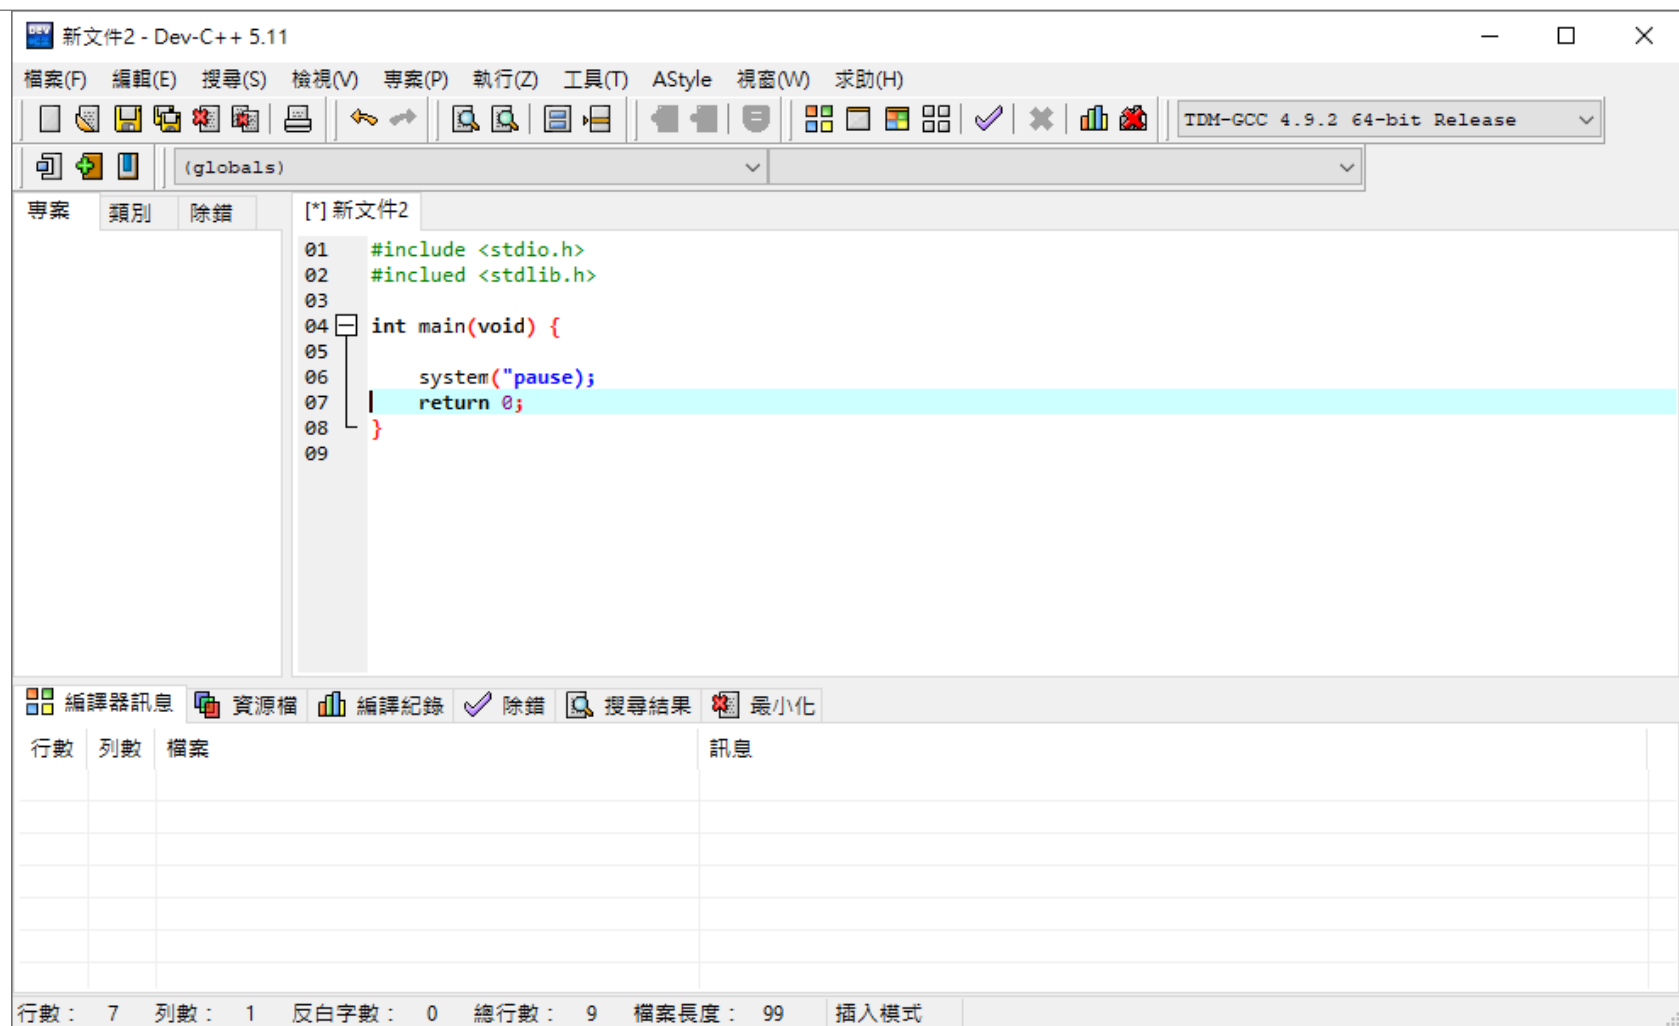 新文件2 - Dev-C++ 5.11
檔案(F) 編輯(E) 搜尋(S) 檢視(V) 專案(P) 執行(Z) 工具(T) AStyle 視窗(W) 求助(H)
TDM-GCC 4.9.2 64-bit Release
(globals)
專案 類別 除錯 [*] 新文件2
01 #include <stdio.h>
02 #inclued <stdlib.h>
03
04 int main(void) {
05
06 system("pause);
07 return 0;
08 }
09
編譯器訊息 資源檔 編譯紀錄 除錯 搜尋結果 最小化
行數 列數 檔案 訊息
行數： 7 列數： 1 反白字數： 0 總行數： 9 檔案長度： 99 插入模式